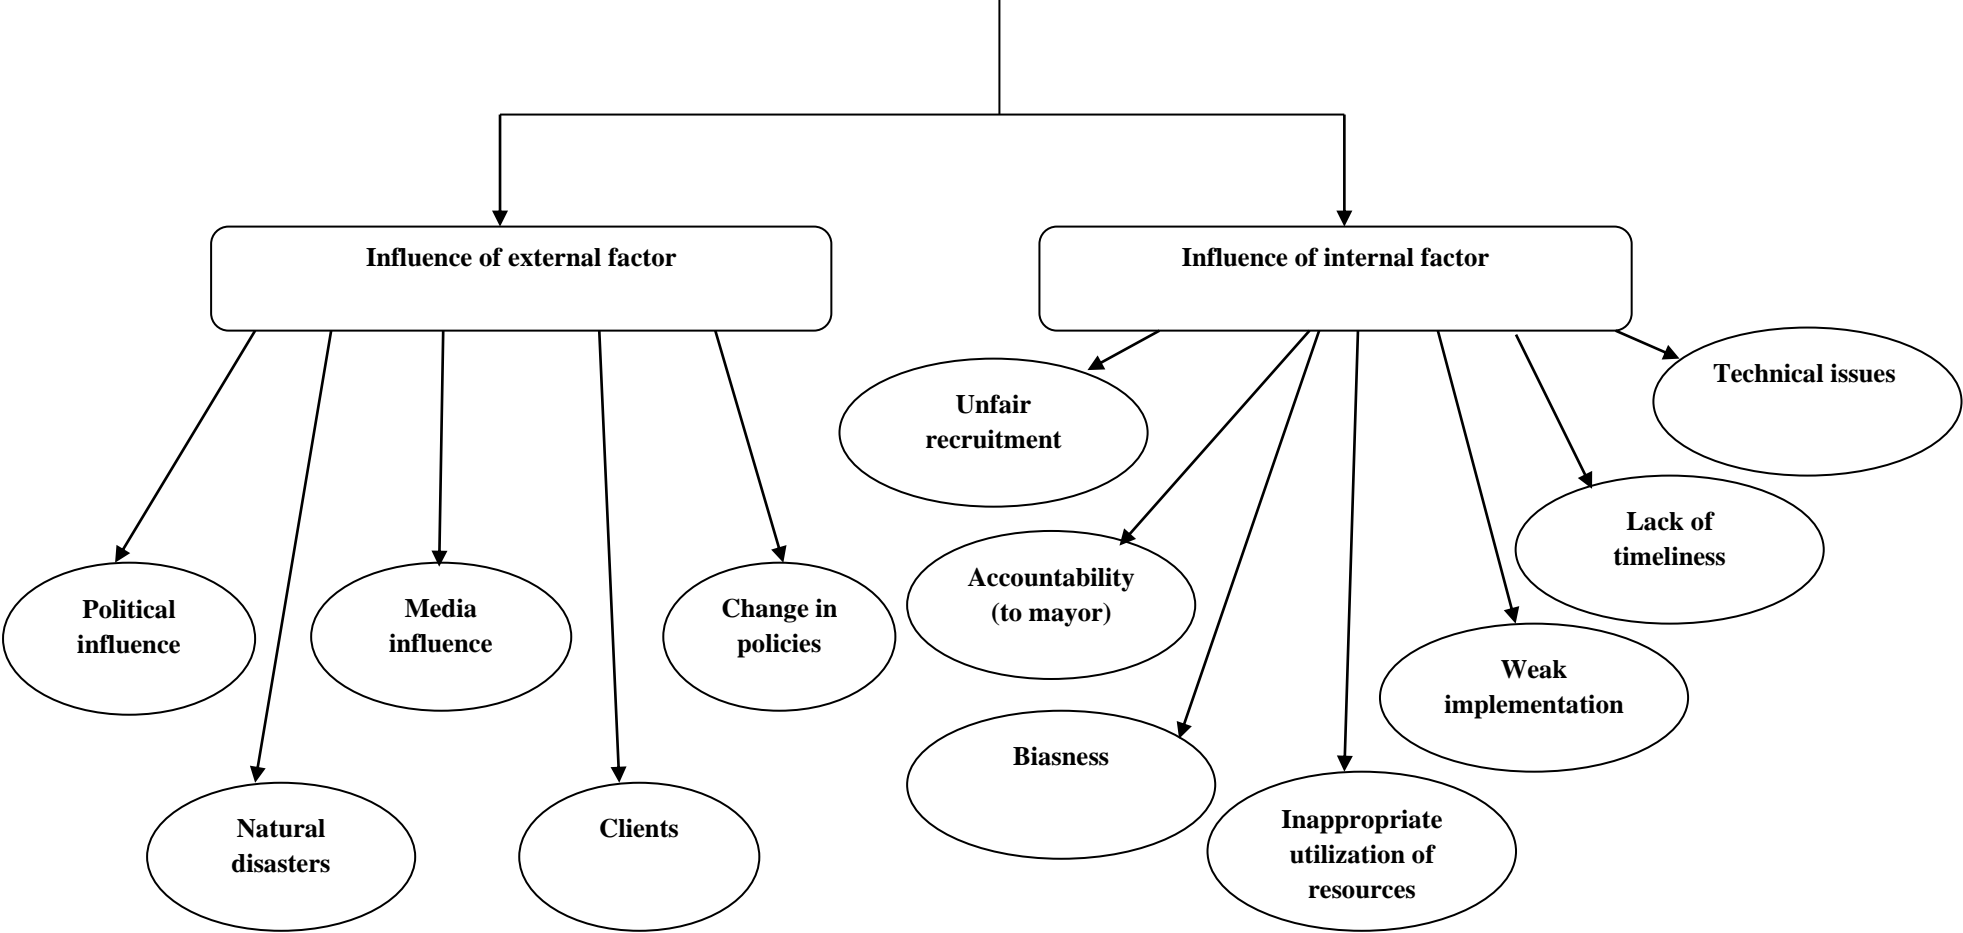 Influence of external factor
Influence of internal factor
Technical issues
Unfair
recruitment
Lack of
timeliness
Accountability
(to mayor)
Political
influence
Media
influence
Change in
policies
Weak
implementation
Biasness
Natural
disasters
Clients
Inappropriate
utilization of
resources